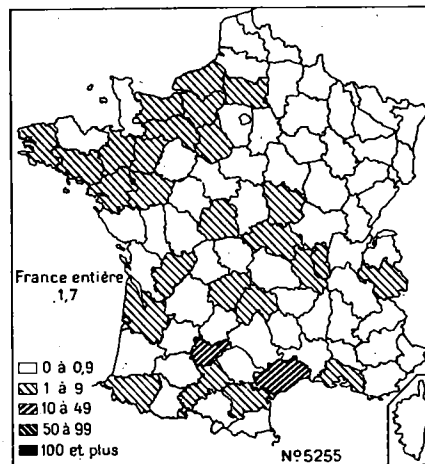 France entière
1,7
0 à 0,9
1 à 9
10 à 49
50 à 99
100 et plus
Nº5255